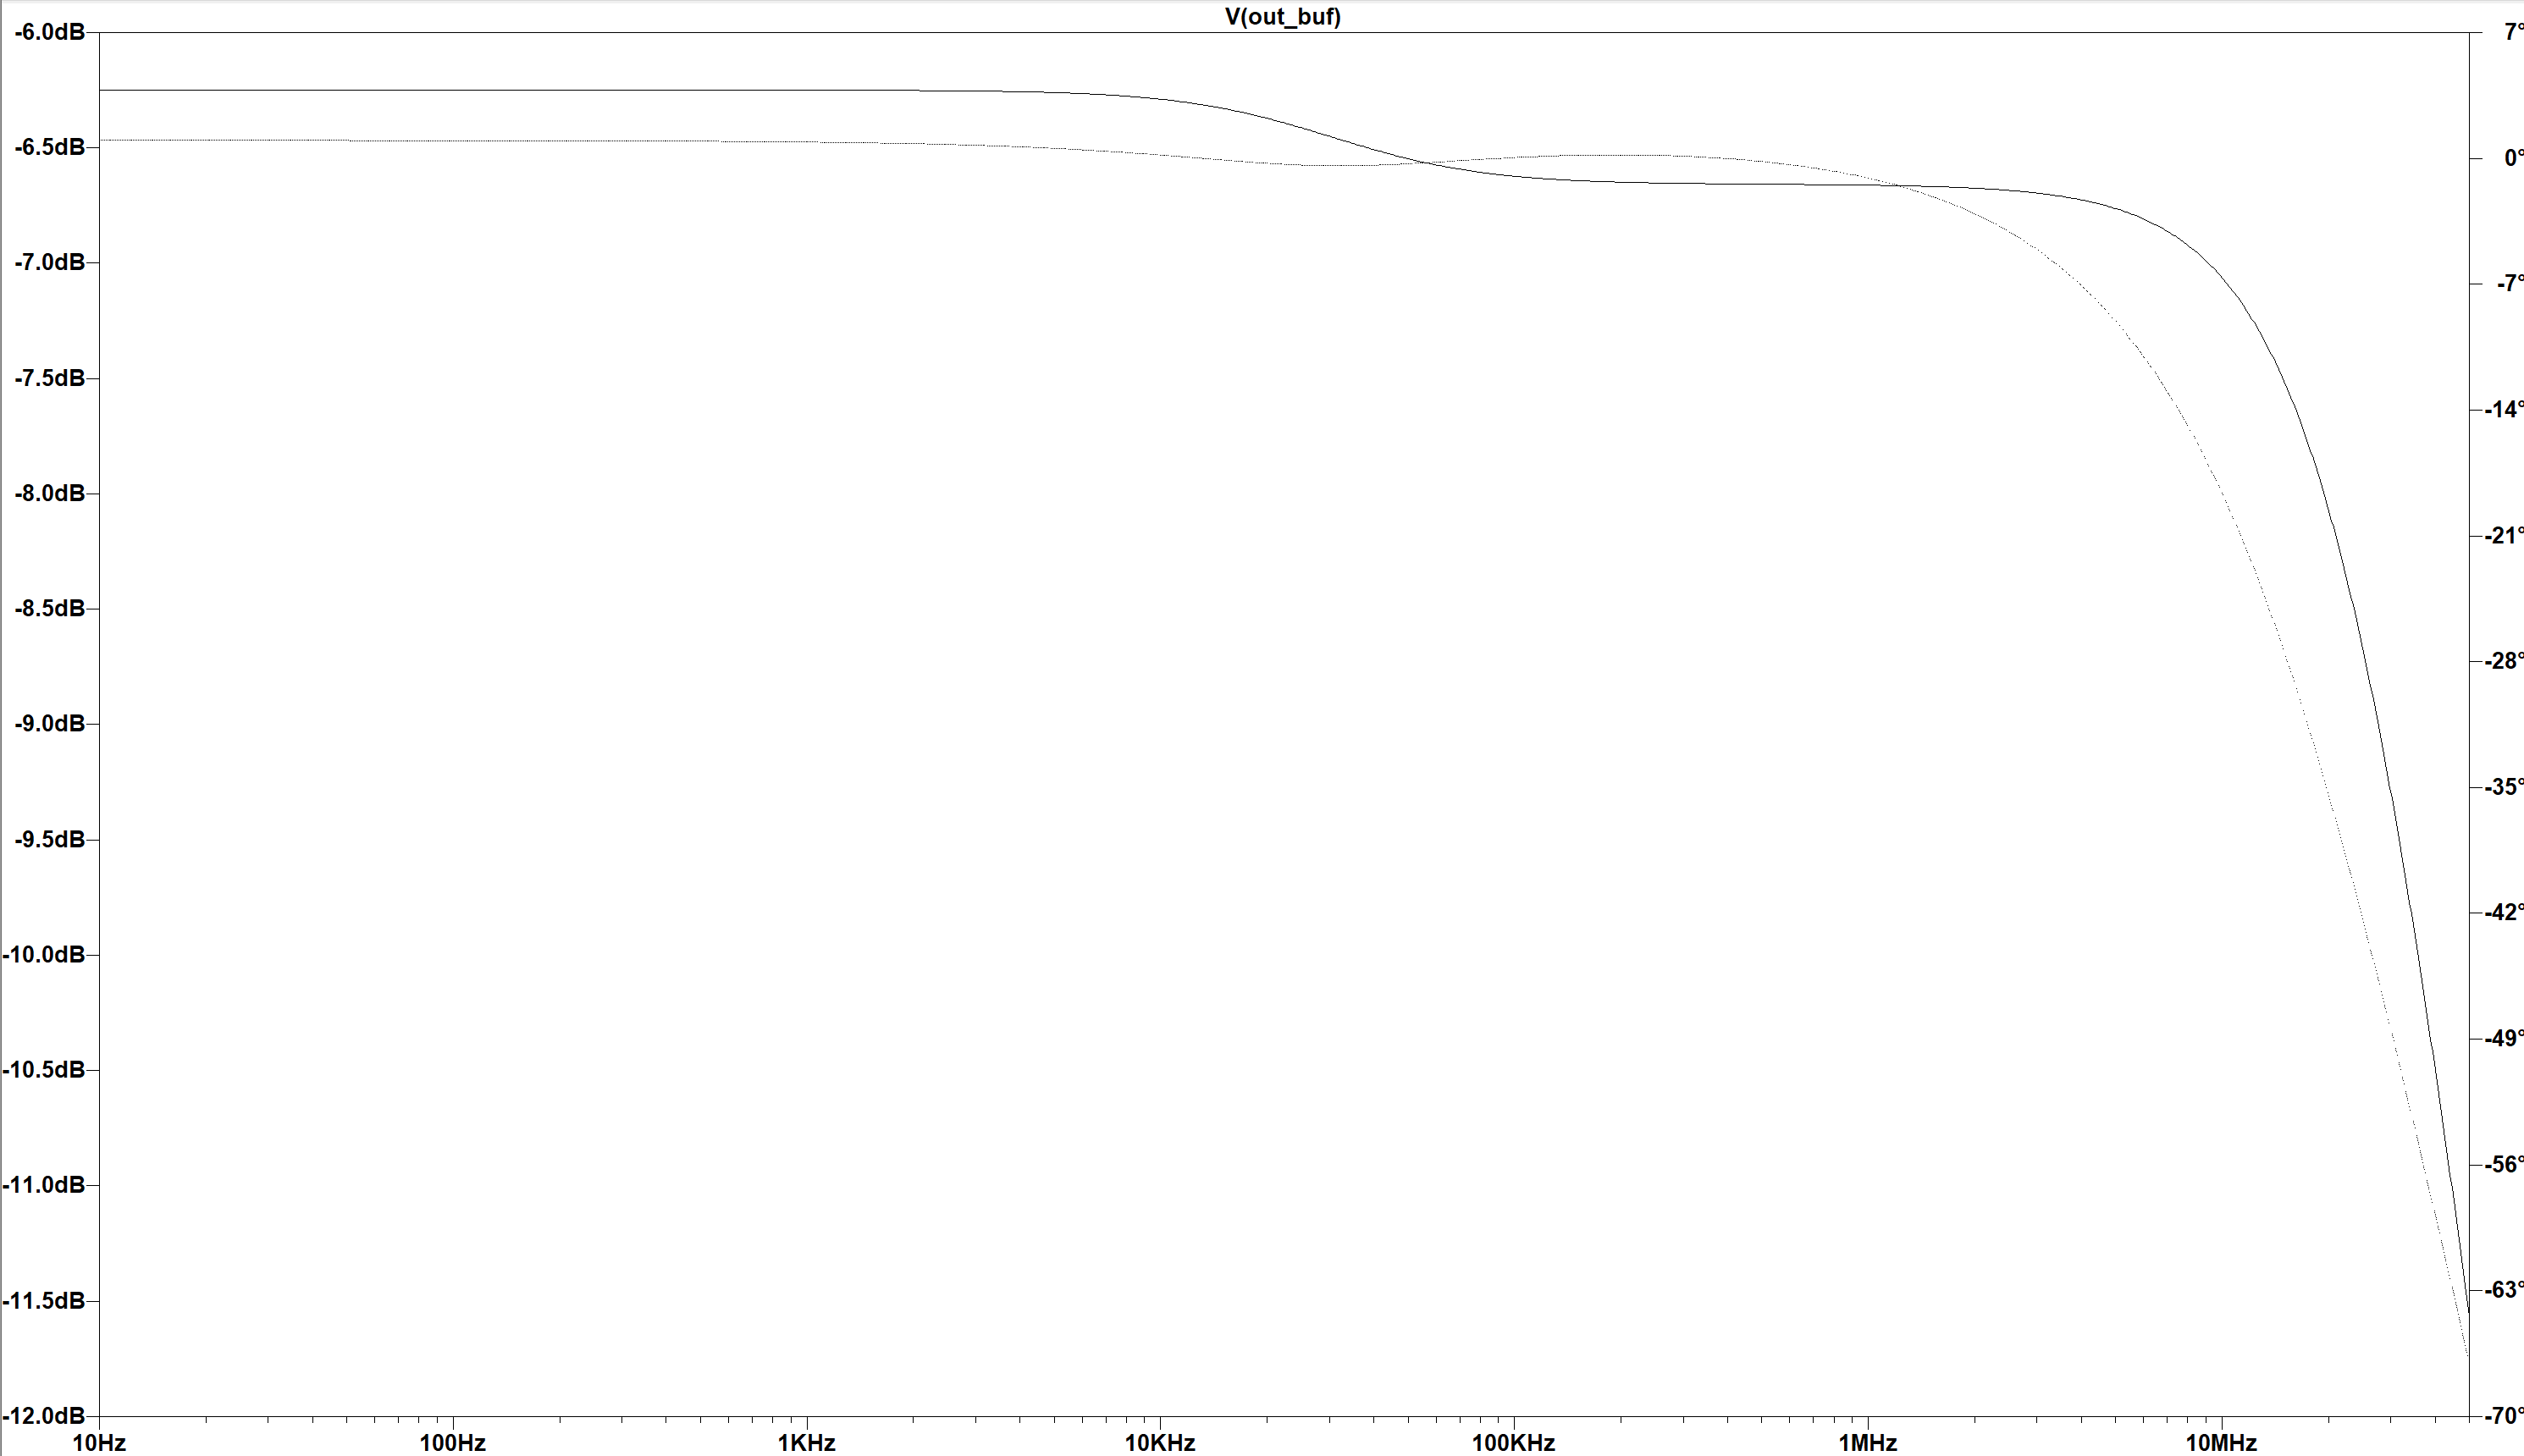 V(out_buf)
-6.0dB
-6.5dB
-7.0dB
-7.5dB
-8.0dB
-8.5dB
-9.0dB
-9.5dB
-10.0dB
-10.5dB
-11.0dB
-11.5dB
-12.0dB
7°
0°
-7°
-14°
-21°
-28°
-35°
-42°
-49°
-56°
-63°
-70°
10Hz 100Hz 1KHz 10KHz 100KHz 1MHz 10MHz